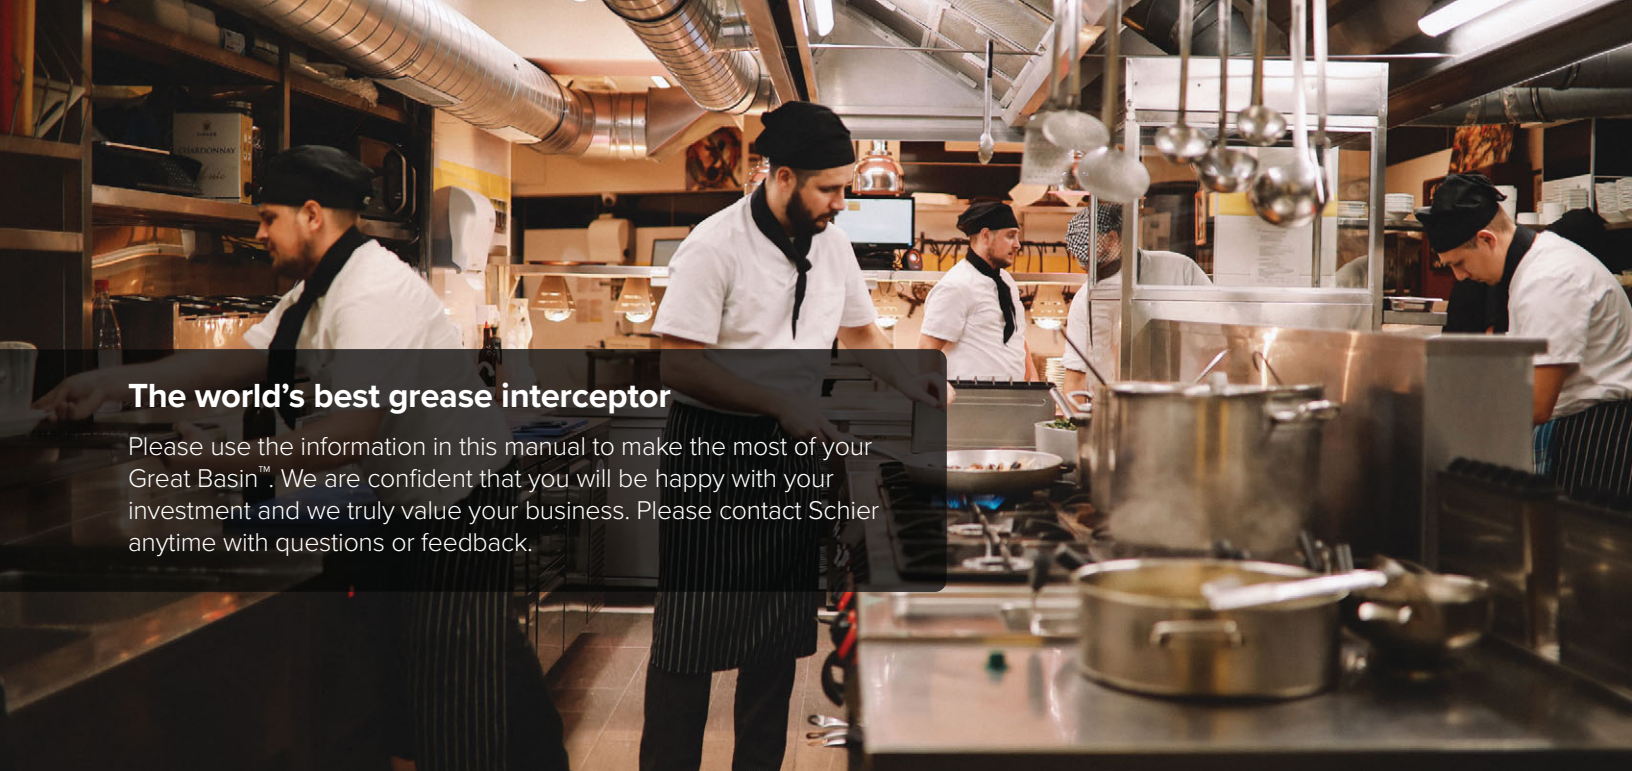 CHARDONNAY
The world's best grease interceptor
Please use the information in this manual to make the most of your
Great Basin™. We are confident that you will be happy with your
investment and we truly value your business. Please contact Schier
anytime with questions or feedback.